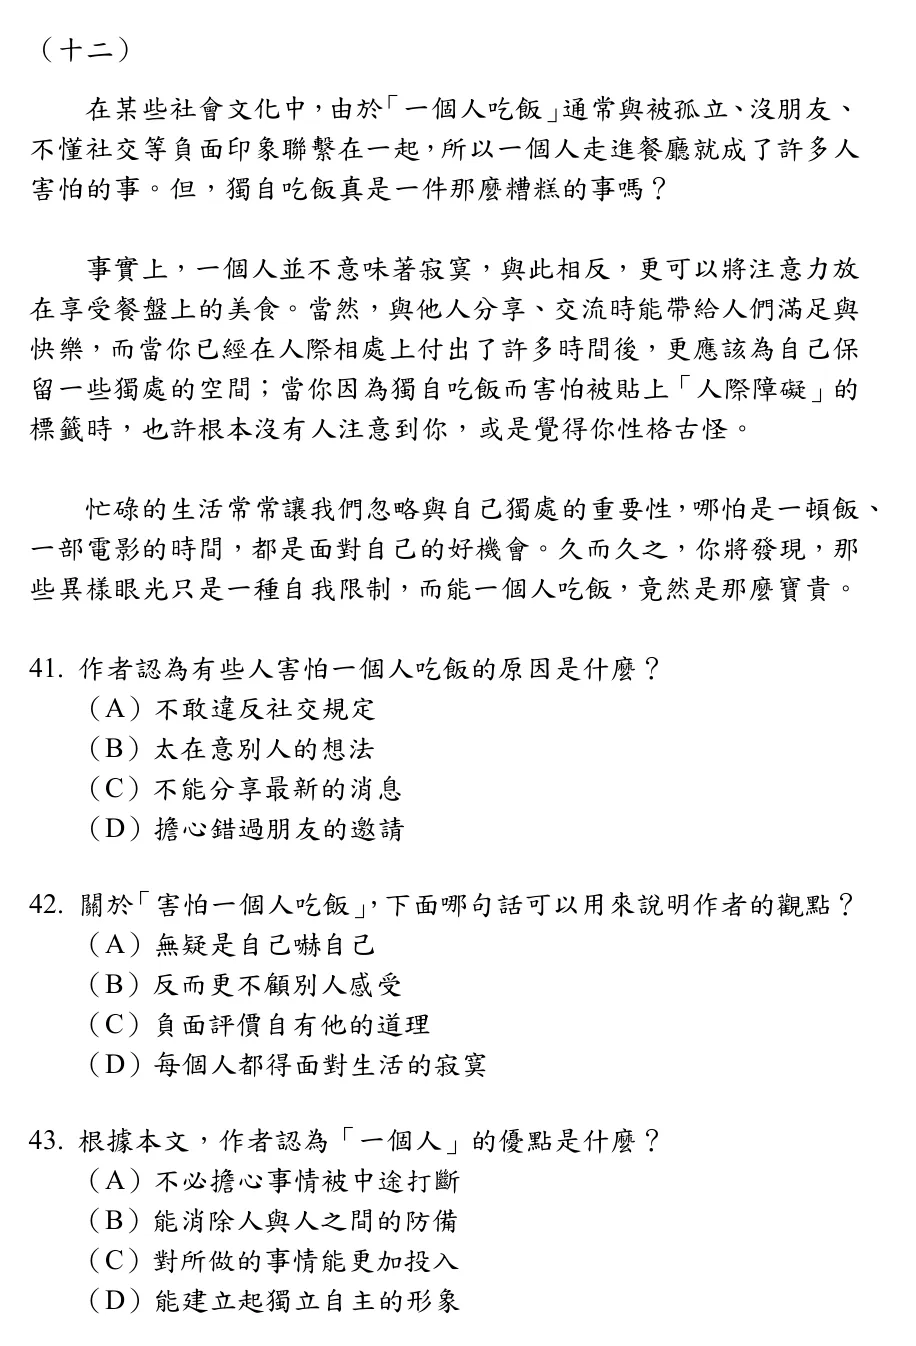 （十二）
在某些社會文化中，由於「一個人吃飯」通常與被孤立、沒朋友、
不懂社交等負面印象聯繫在一起，所以一個人走進餐廳就成了許多人
害怕的事。但，獨自吃飯真是一件那麼糟糕的事嗎？
事實上，一個人並不意味著寂寞，與此相反，更可以將注意力放
在享受餐盤上的美食。當然，與他人分享、交流時能帶給人們滿足與
快樂，而當你已經在人際相處上付出了許多時間後，更應該為自己保
留一些獨處的空間；當你因為獨自吃飯而害怕被貼上「人際障礙」的
標籤時，也許根本沒有人注意到你，或是覺得你性格古怪。
忙碌的生活常常讓我們忽略與自己獨處的重要性，哪怕是一頓飯、
一部電影的時間，都是面對自己的好機會。久而久之，你將發現，那
些異樣眼光只是一種自我限制，而能一個人吃飯，竟然是那麼寶貴。
41. 作者認為有些人害怕一個人吃飯的原因是什麼？
（A）不敢違反社交規定
（B）太在意別人的想法
（C）不能分享最新的消息
（D）擔心錯過朋友的邀請
42. 關於「害怕一個人吃飯」，下面哪句話可以用來說明作者的觀點？
（A）無疑是自己嚇自己
（B）反而更不顧別人感受
（C）負面評價自有他的道理
（D）每個人都得面對生活的寂寞
43. 根據本文，作者認為「一個人」的優點是什麼？
（A）不必擔心事情被中途打斷
（B）能消除人與人之間的防備
（C）對所做的事情能更加投入
（D）能建立起獨立自主的形象